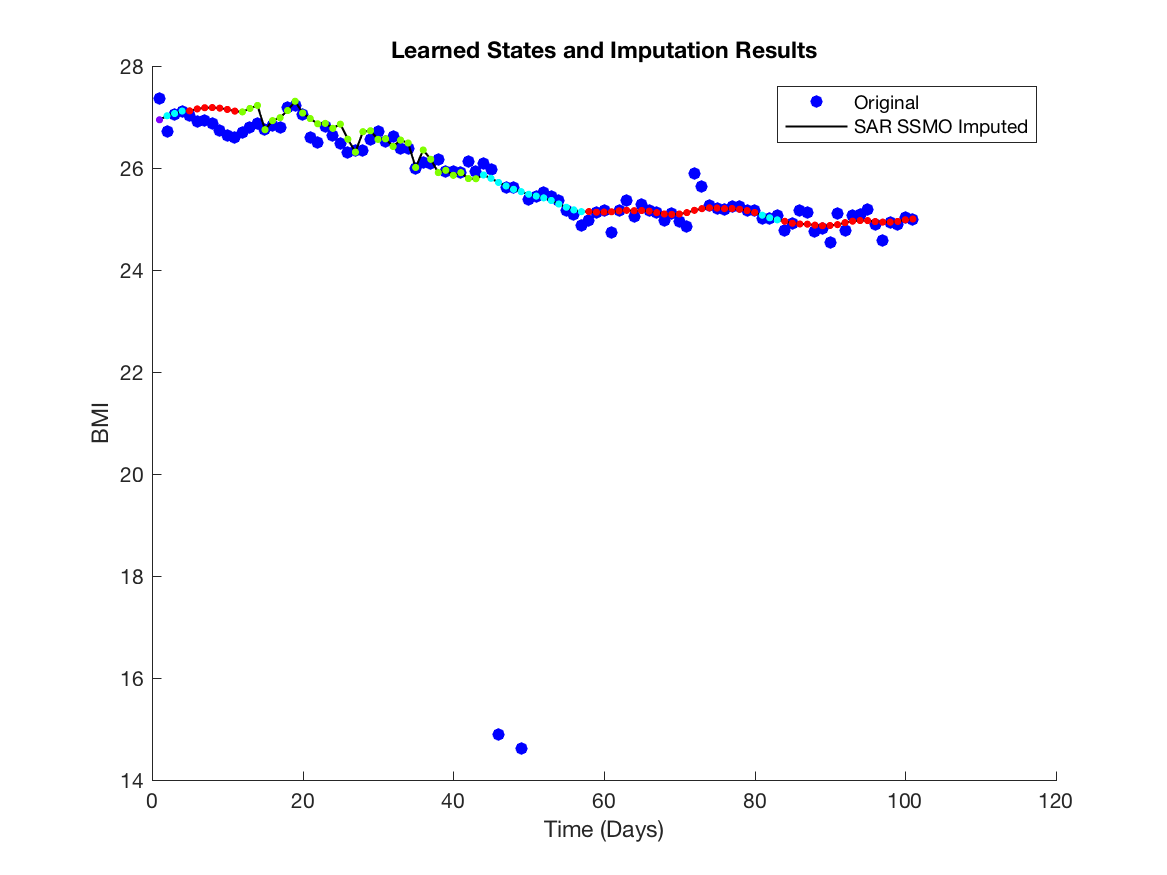 Learned States and Imputation Results
Original
SAR SSMO Imputed
28
26
24
22
20
18
16
14
BMI
0 20 40 60 80 100 120
Time (Days)